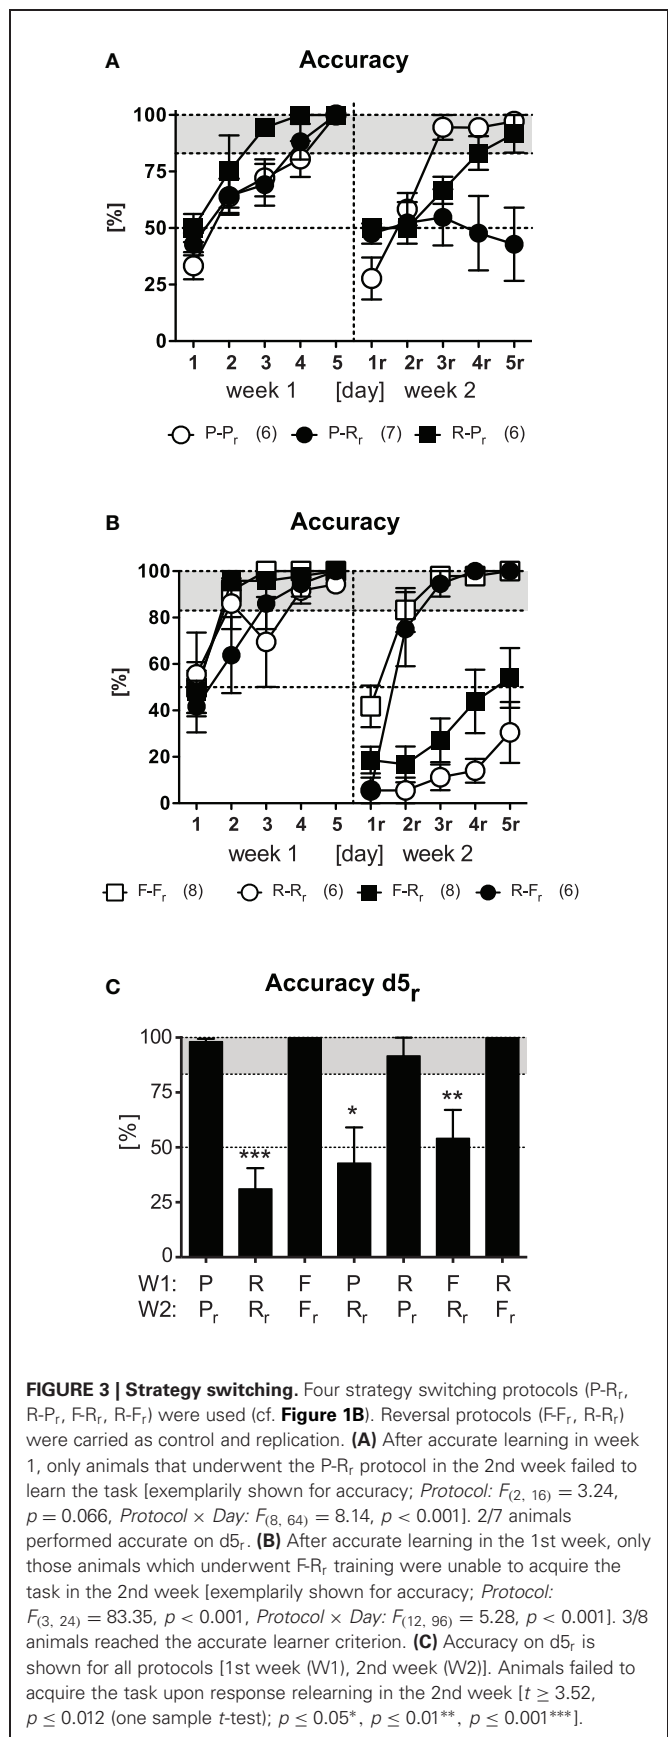 A Accuracy
100
75
50
25
0
[%]
1 2 3 4 5 1r 2r 3r 4r 5r
week 1 [day] week 2
P-Pr (6) P-Rr (7) R-Pr (6)
B Accuracy
100
80
60
40
20
0
[%]
1 2 3 4 5 1r 2r 3r 4r 5r
week 1 [day] week 2
F-Fr (8) R-Rr (6) F-Rr (8) R-Fr (6)
C Accuracy d5r
100
75
50
25
0
[%]
*** * **
W1: P R F P R F R
W2: Pr Rr Fr Rr Pr Rr Fr
FIGURE 3 | Strategy switching. Four strategy switching protocols (P-Rr,
R-Pr, F-Rr, R-Fr) were used (cf. Figure 1B). Reversal protocols (F-Fr, R-Rr)
were carried as control and replication. (A) After accurate learning in week
1, only animals that underwent the P-Rr protocol in the 2nd week failed to
learn the task [exemplarily shown for accuracy; Protocol: F(2, 16) = 3.24,
p = 0.066, Protocol × Day: F(8, 64) = 8.14, p < 0.001]. 2/7 animals
performed accurate on d5r. (B) After accurate learning in the 1st week, only
those animals which underwent F-Rr training were unable to acquire the
task in the 2nd week [exemplarily shown for accuracy; Protocol:
F(3, 24) = 83.35, p < 0.001, Protocol × Day: F(12, 96) = 5.28, p < 0.001]. 3/8
animals reached the accurate learner criterion. (C) Accuracy on d5r is
shown for all protocols [1st week (W1), 2nd week (W2)]. Animals failed to
acquire the task upon response relearning in the 2nd week [t ≥ 3.52,
p ≤ 0.012 (one sample t-test); p ≤ 0.05*, p ≤ 0.01**, p ≤ 0.001***].